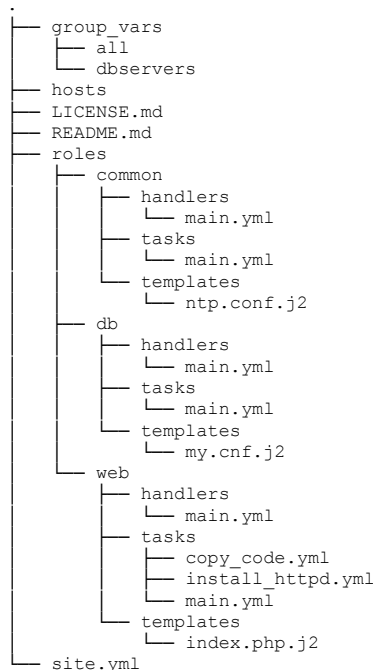 .
├── group_vars
│   ├── all
│   └── dbservers
├── hosts
├── LICENSE.md
├── README.md
├── roles
│   ├── common
│   │   ├── handlers
│   │   │   └── main.yml
│   │   ├── tasks
│   │   │   └── main.yml
│   │   └── templates
│   │       └── ntp.conf.j2
│   ├── db
│   │   ├── handlers
│   │   │   └── main.yml
│   │   ├── tasks
│   │   │   └── main.yml
│   │   └── templates
│   │       └── my.cnf.j2
│   └── web
│       ├── handlers
│       │   └── main.yml
│       ├── tasks
│       │   ├── copy_code.yml
│       │   ├── install_httpd.yml
│       │   └── main.yml
│       └── templates
│           └── index.php.j2
└── site.yml